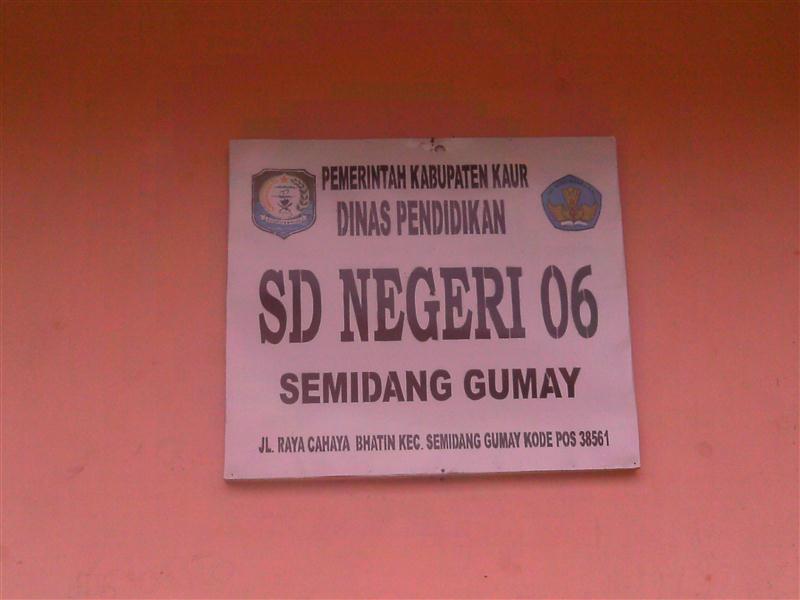 PEMERINTAH KABUPATEN KAUR
DINAS PENDIDIKAN
SD NEGERI 06
SEMIDANG GUMAY
JL. RAYA CAHAYA BHATIN KEC. SEMIDANG GUMAY KODE POS 38561